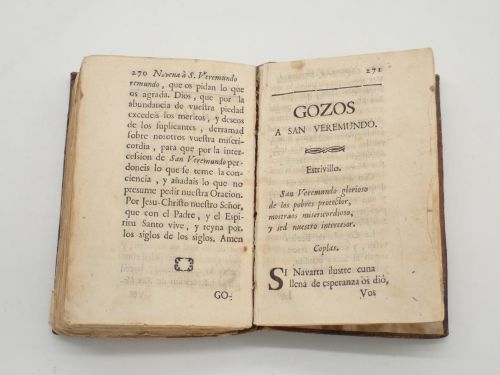 270 Novena à S. Veremundo
remundo, que os pidan lo que
os agrada. Dios, que por la
abundancia de vuestra piedad
excedeis los meritos, y deseos
de los suplicantes, derramad
sobre nosotros vuestra miseri-
cordia, para que por la inter-
cession de San Veremundo per-
doneis lo que se teme la con-
ciencia, y añadais lo que no
presume pedir nuestra Oracion.
Por Jesu-Christo nuestro Señor,
que con el Padre, y el Espi-
ritu Santo vive, y reyna por
los siglos de los siglos. Amen
GO-
271
GOZOS
A SAN VEREMUNDO.
Estrivillo.
San Veremundo glorioso
de los pobres protector,
mostraos misericordioso,
y sed nuestro intercesor.
Coplas.
SI Navarra ilustre cuna
llena de esperanza os diò,
Vos